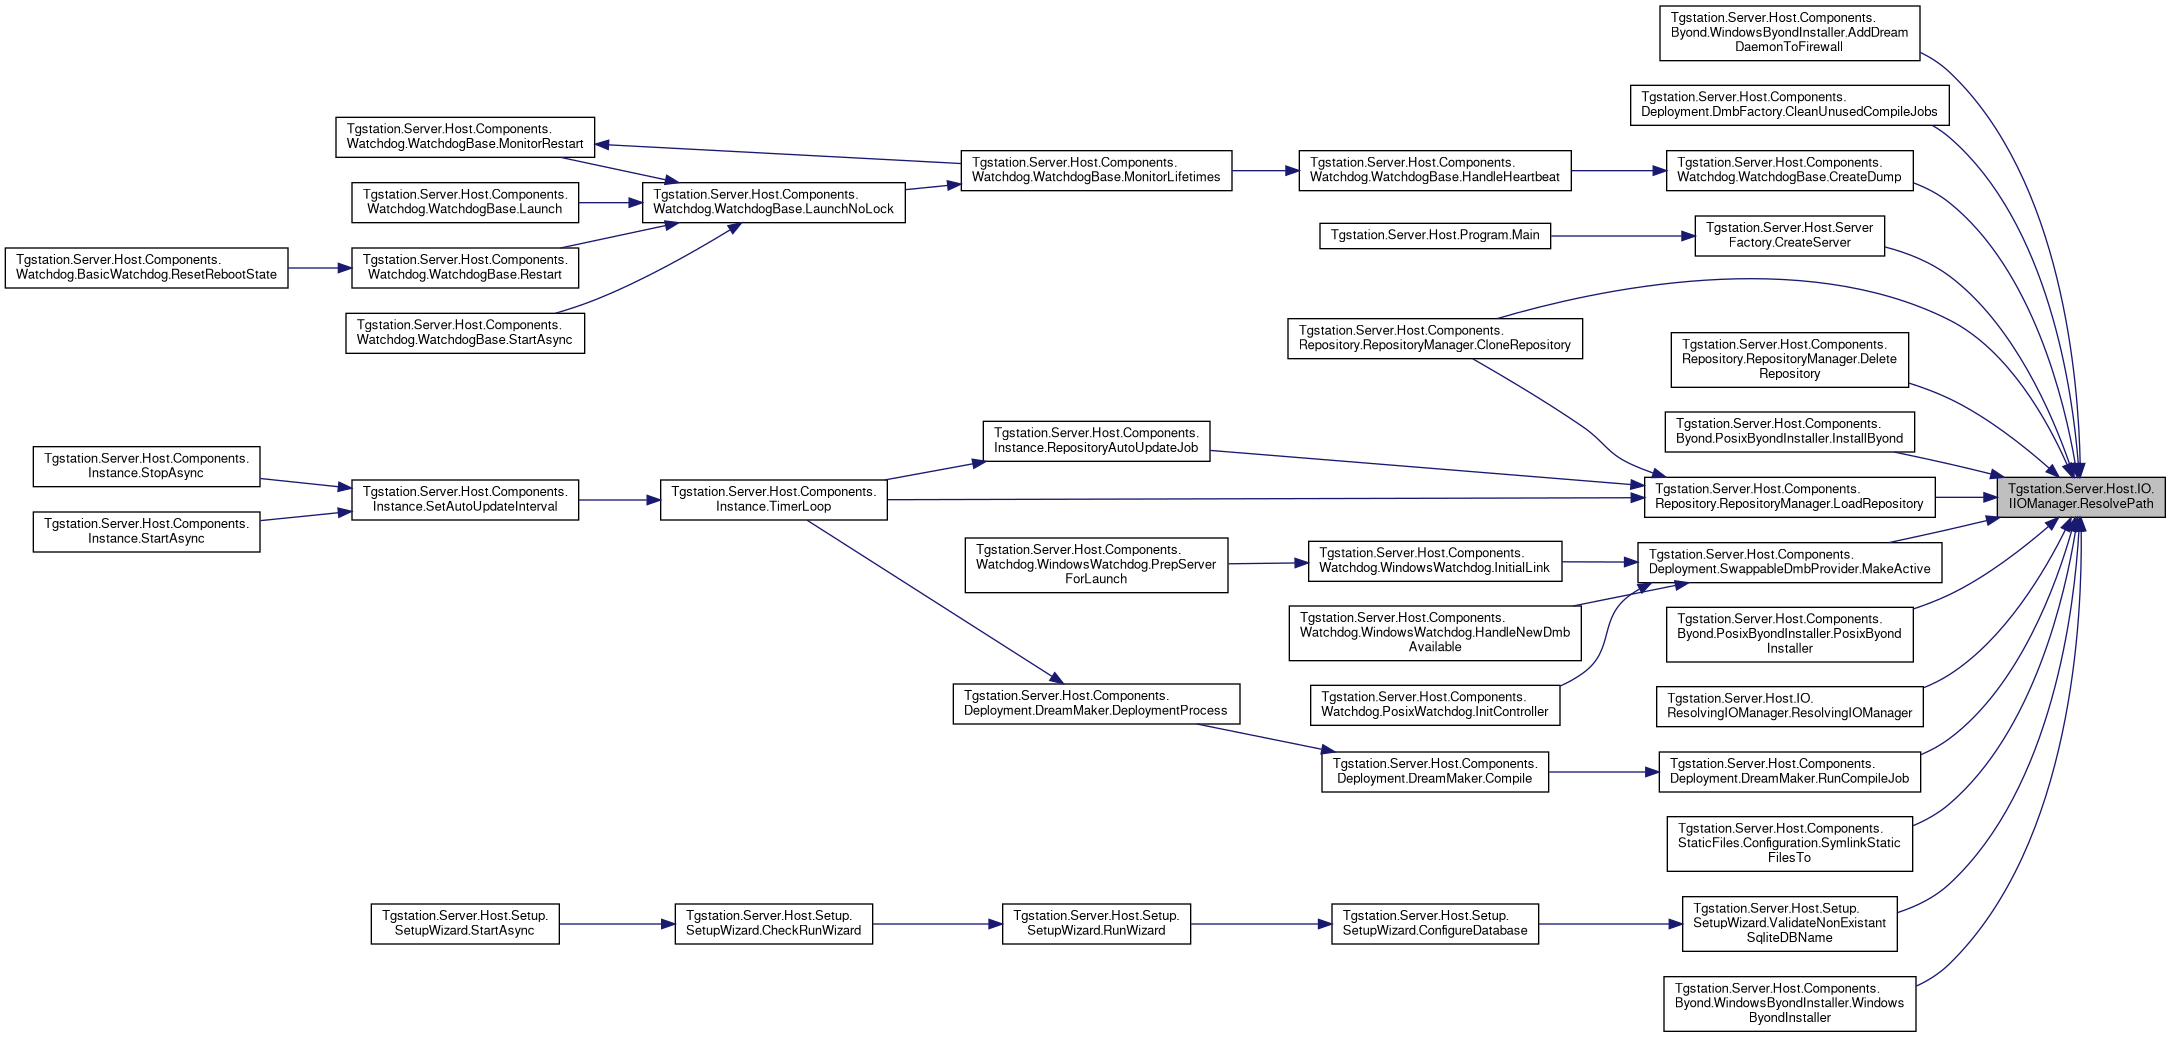 Tgstation.Server.Host.Components.
Byond.WindowsByondInstaller.AddDream
DaemonToFirewall
Tgstation.Server.Host.Components.
Deployment.DmbFactory.CleanUnusedCompileJobs
Tgstation.Server.Host.Components.
Watchdog.WatchdogBase.MonitorRestart
Tgstation.Server.Host.Components.
Watchdog.WatchdogBase.MonitorLifetimes
Tgstation.Server.Host.Components.
Watchdog.WatchdogBase.HandleHeartbeat
Tgstation.Server.Host.Components.
Watchdog.WatchdogBase.CreateDump
Tgstation.Server.Host.Components.
Watchdog.WatchdogBase.Launch
Tgstation.Server.Host.Components.
Watchdog.WatchdogBase.LaunchNoLock
Tgstation.Server.Host.Program.Main
Tgstation.Server.Host.Server
Factory.CreateServer
Tgstation.Server.Host.Components.
Watchdog.BasicWatchdog.ResetRebootState
Tgstation.Server.Host.Components.
Watchdog.WatchdogBase.Restart
Tgstation.Server.Host.Components.
Watchdog.WatchdogBase.StartAsync
Tgstation.Server.Host.Components.
Repository.RepositoryManager.CloneRepository
Tgstation.Server.Host.Components.
Repository.RepositoryManager.Delete
Repository
Tgstation.Server.Host.Components.
Instance.RepositoryAutoUpdateJob
Tgstation.Server.Host.Components.
Byond.PosixByondInstaller.InstallByond
Tgstation.Server.Host.Components.
Instance.StopAsync
Tgstation.Server.Host.Components.
Instance.SetAutoUpdateInterval
Tgstation.Server.Host.Components.
Instance.TimerLoop
Tgstation.Server.Host.Components.
Repository.RepositoryManager.LoadRepository
Tgstation.Server.Host.IO.
IIOManager.ResolvePath
Tgstation.Server.Host.Components.
Instance.StartAsync
Tgstation.Server.Host.Components.
Watchdog.WindowsWatchdog.PrepServer
ForLaunch
Tgstation.Server.Host.Components.
Watchdog.WindowsWatchdog.InitialLink
Tgstation.Server.Host.Components.
Deployment.SwappableDmbProvider.MakeActive
Tgstation.Server.Host.Components.
Watchdog.WindowsWatchdog.HandleNewDmb
Available
Tgstation.Server.Host.Components.
Byond.PosixByondInstaller.PosixByond
Installer
Tgstation.Server.Host.Components.
Deployment.DreamMaker.DeploymentProcess
Tgstation.Server.Host.Components.
Watchdog.PosixWatchdog.InitController
Tgstation.Server.Host.IO.
ResolvingIOManager.ResolvingIOManager
Tgstation.Server.Host.Components.
Deployment.DreamMaker.Compile
Tgstation.Server.Host.Components.
Deployment.DreamMaker.RunCompileJob
Tgstation.Server.Host.Components.
StaticFiles.Configuration.SymlinkStatic
FilesTo
Tgstation.Server.Host.Setup.
SetupWizard.StartAsync
Tgstation.Server.Host.Setup.
SetupWizard.CheckRunWizard
Tgstation.Server.Host.Setup.
SetupWizard.RunWizard
Tgstation.Server.Host.Setup.
SetupWizard.ConfigureDatabase
Tgstation.Server.Host.Setup.
SetupWizard.ValidateNonExistant
SqliteDBName
Tgstation.Server.Host.Components.
Byond.WindowsByondInstaller.Windows
ByondInstaller